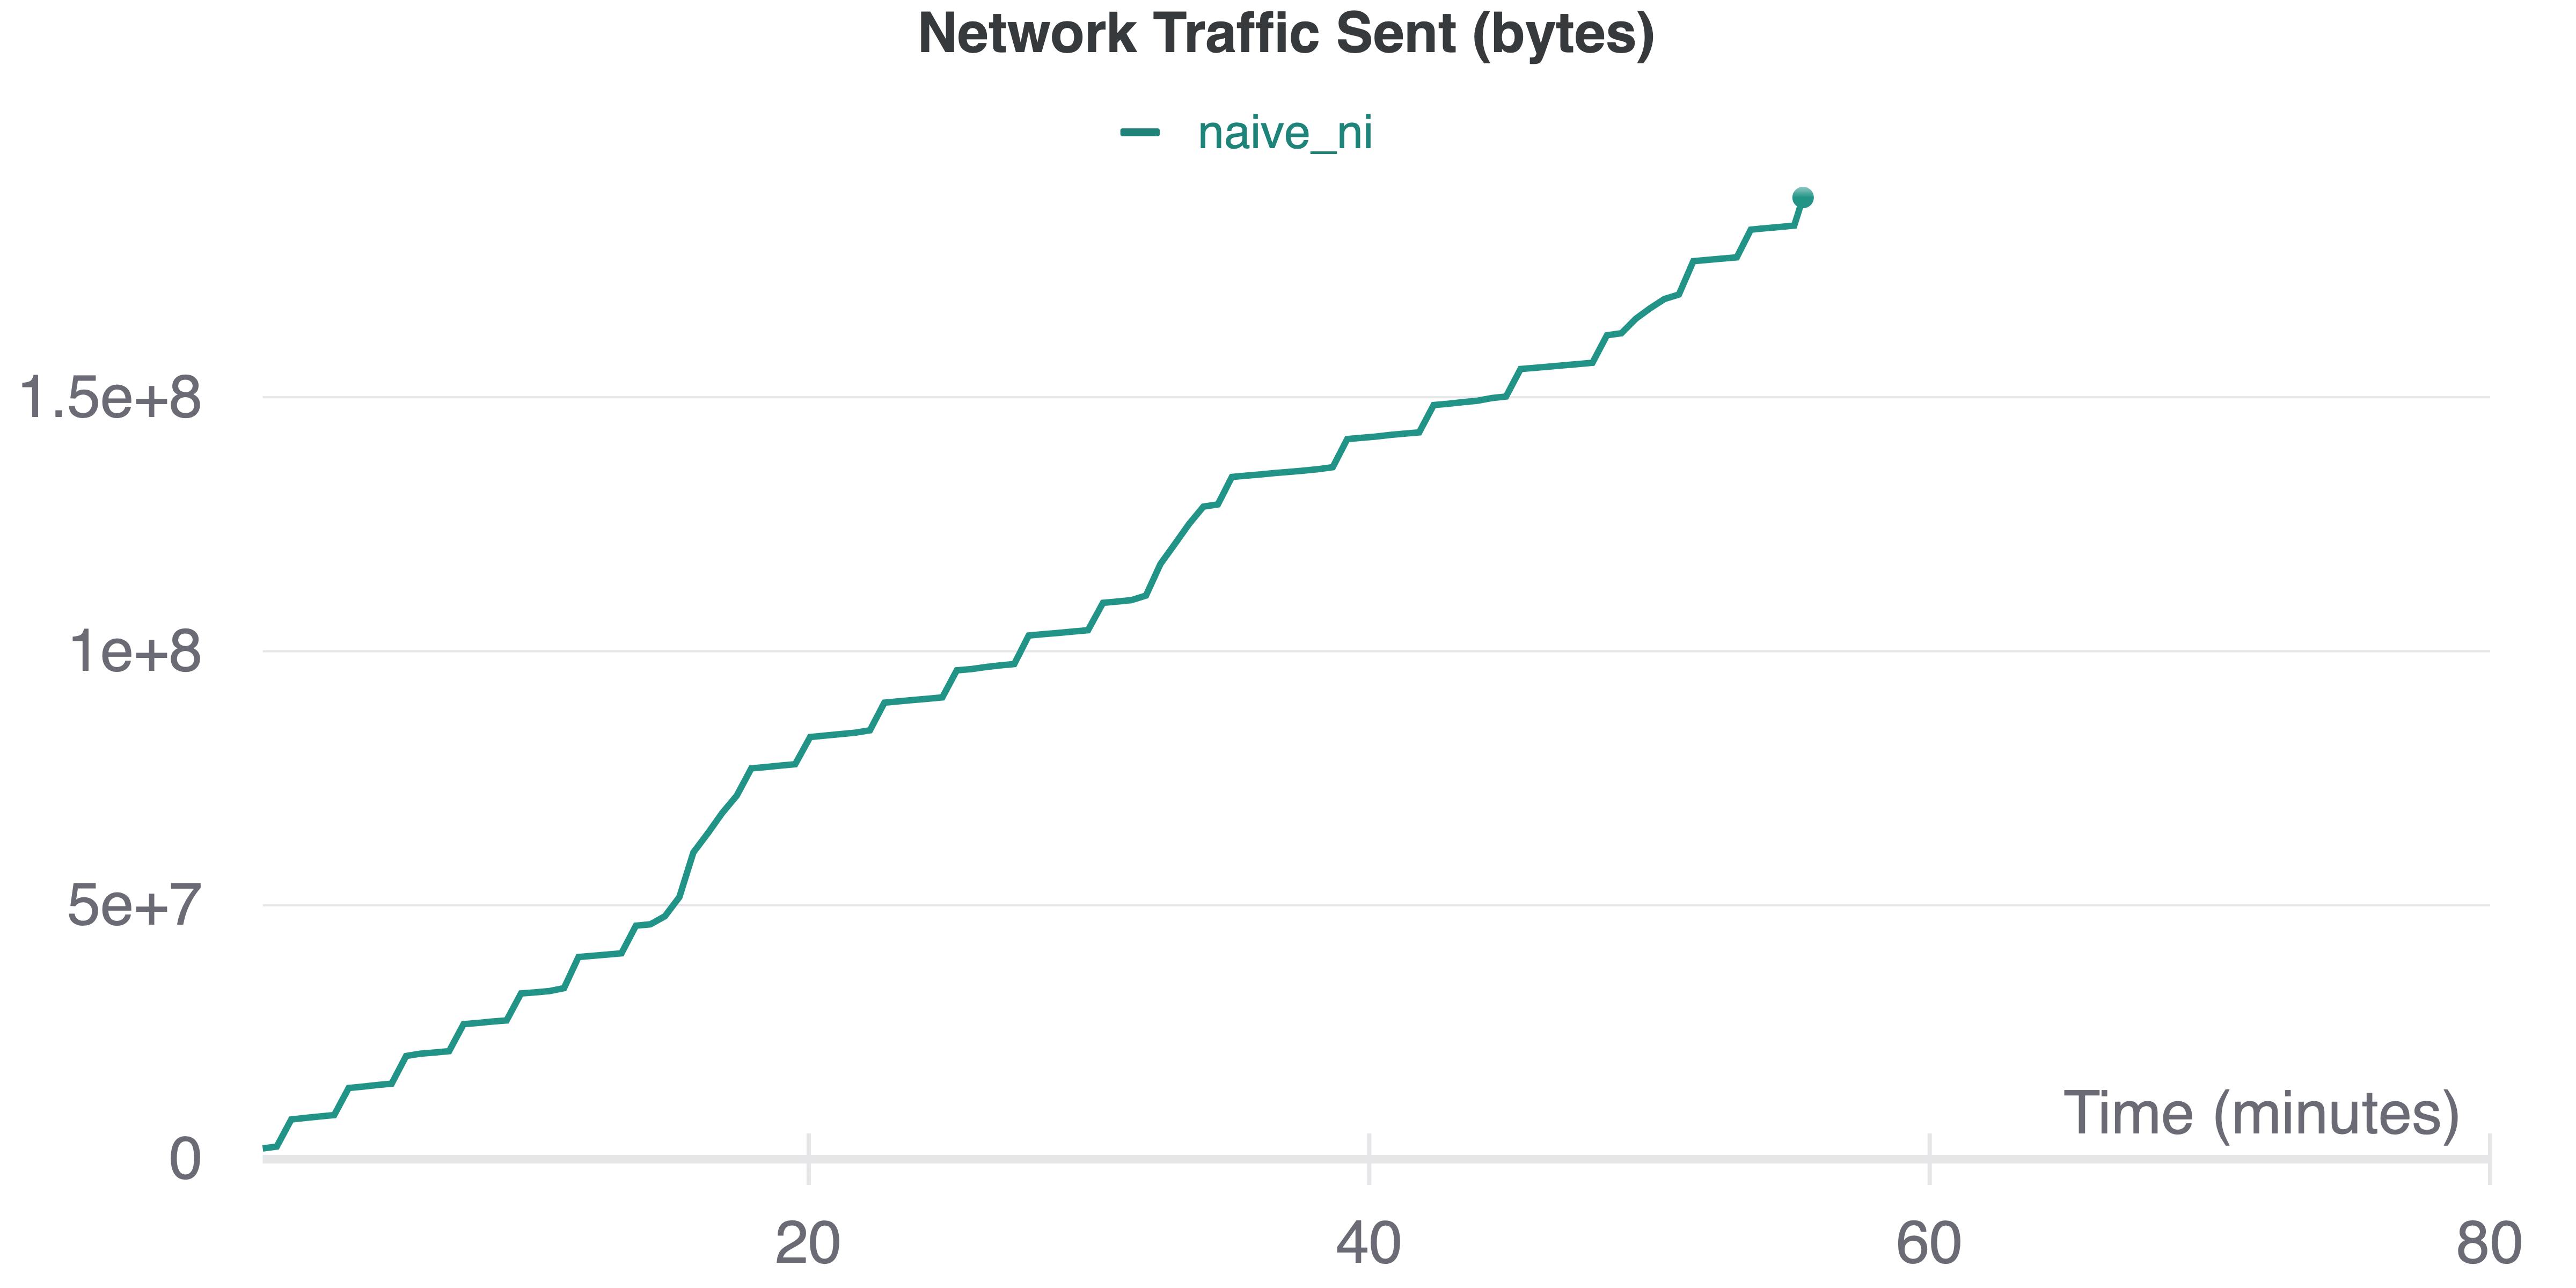 Network Traffic Sent (bytes)
naive_ni
1.5e+8
1e+8
5e+7
0
Time (minutes)
20 40 60 80